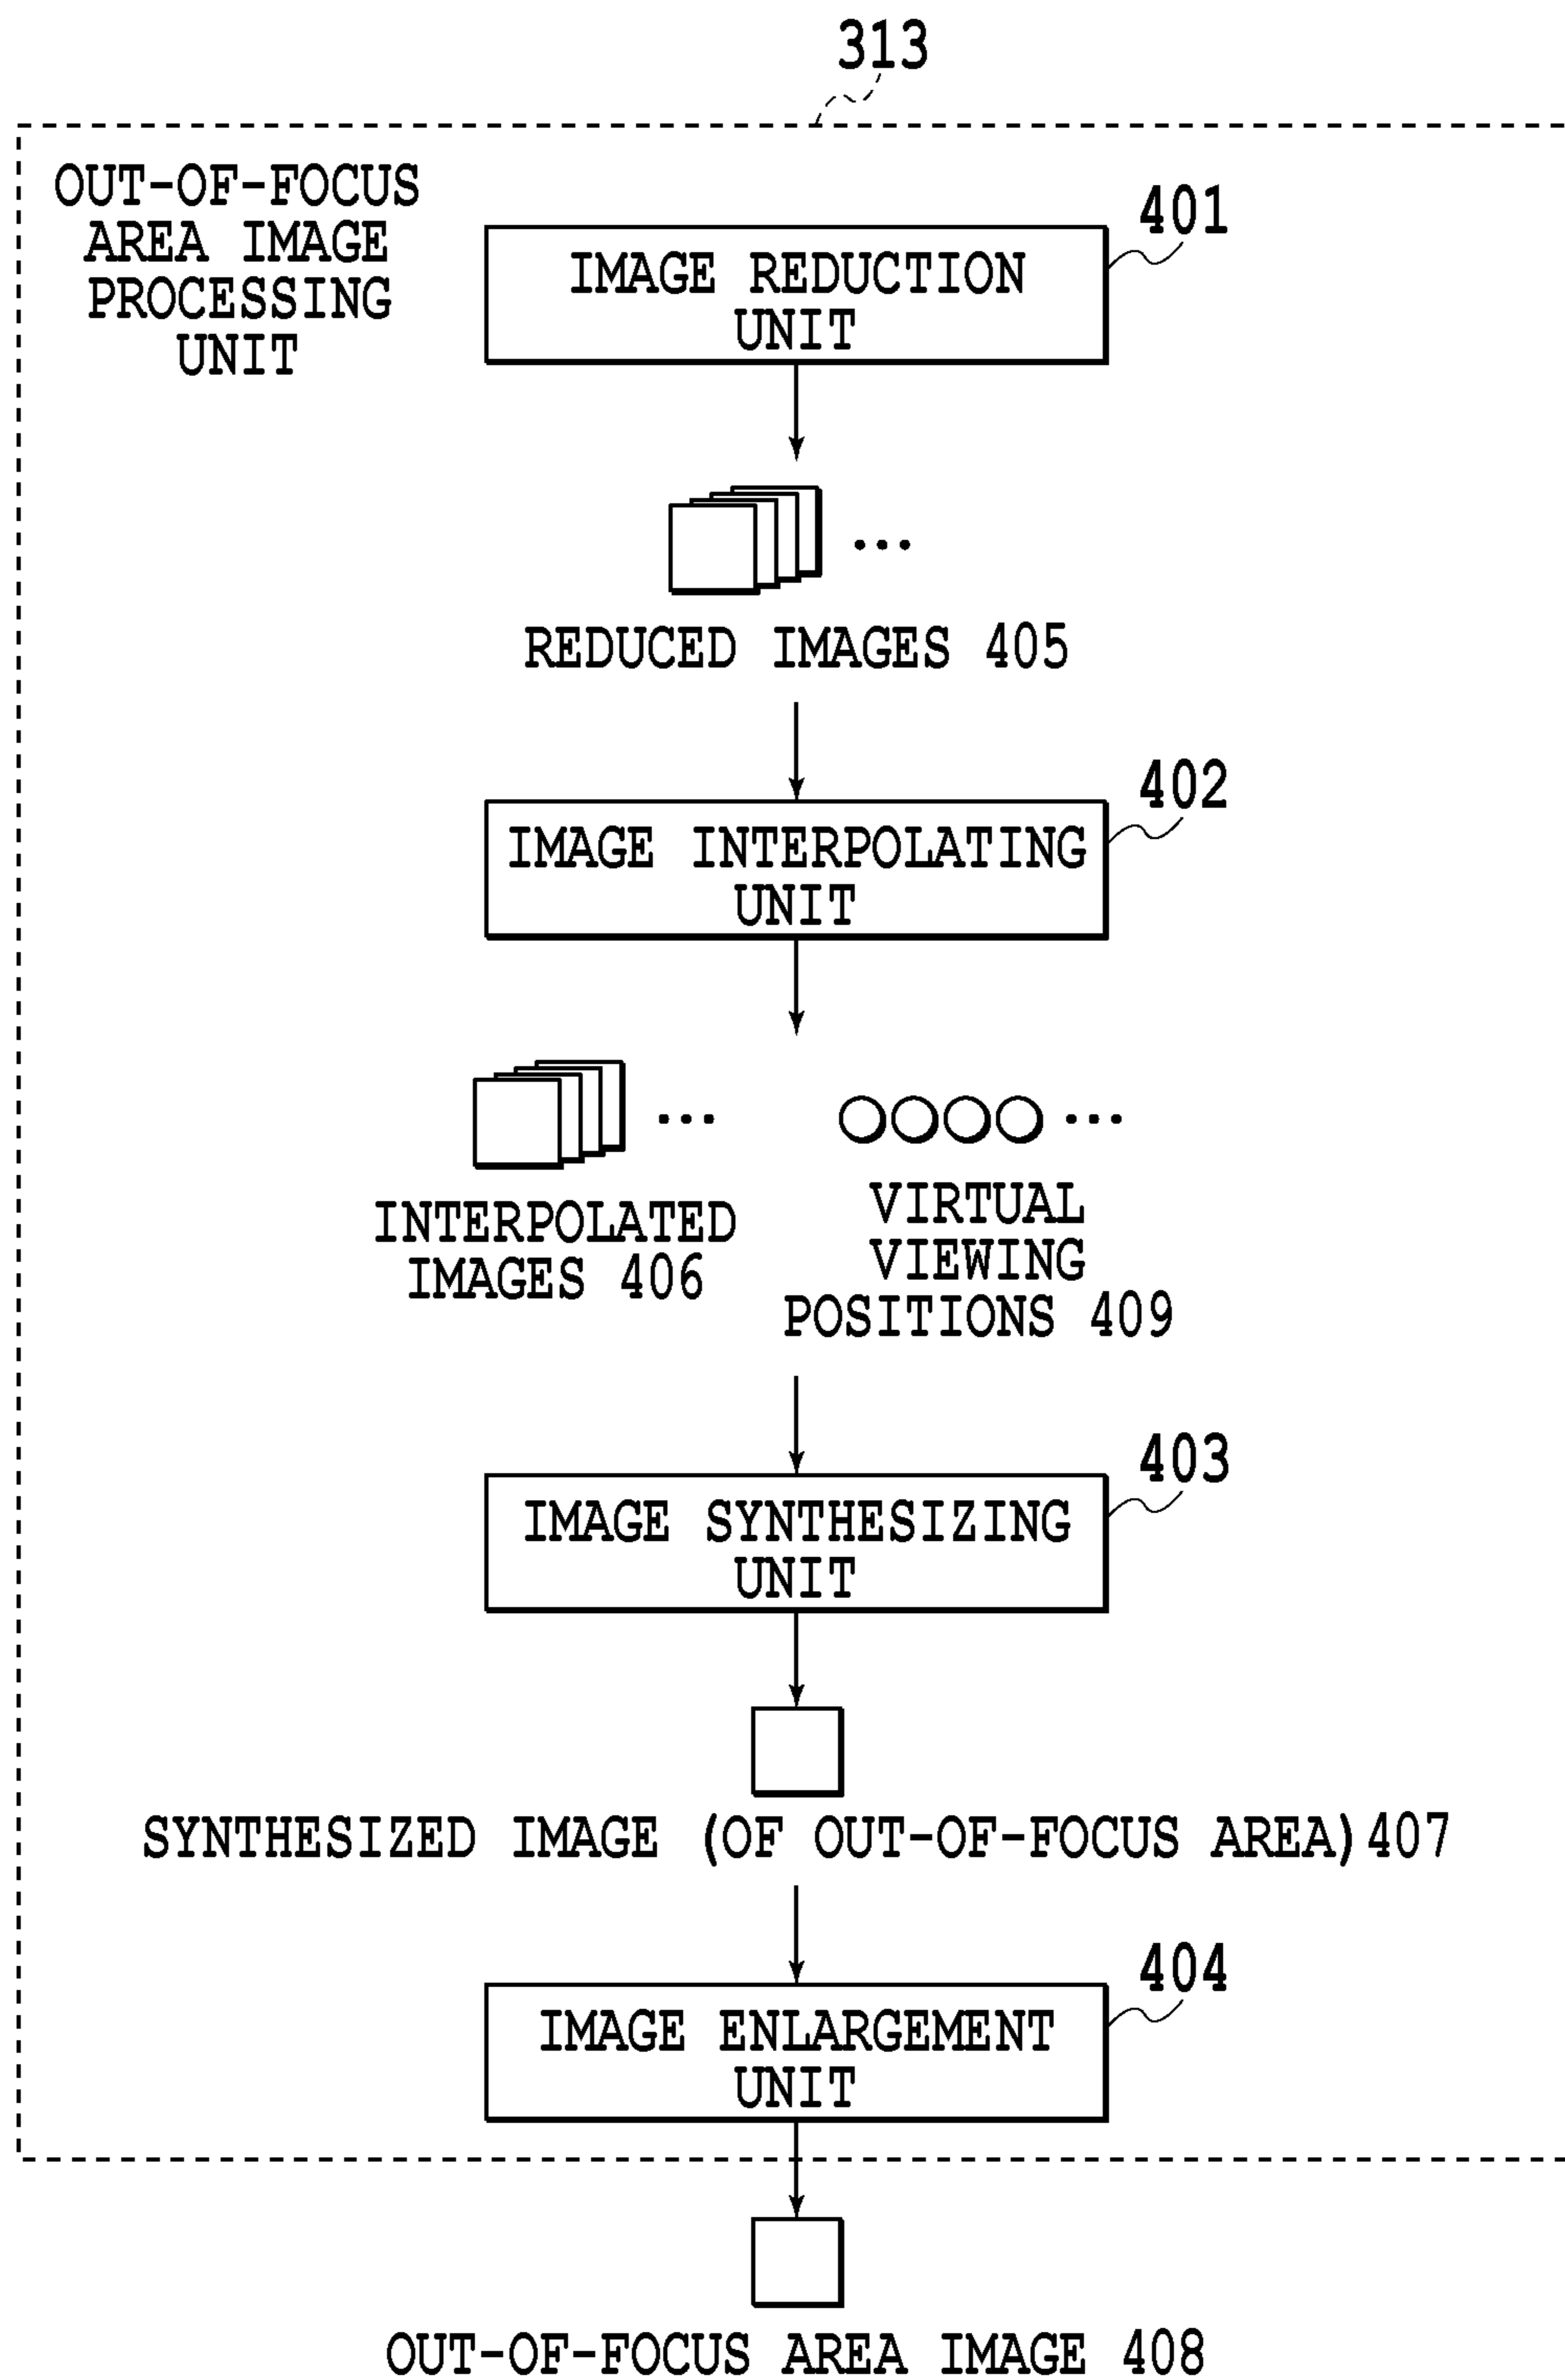 313
OUT-OF-FOCUS
AREA IMAGE
PROCESSING
UNIT
401
IMAGE REDUCTION
UNIT
...
REDUCED IMAGES 405
402
IMAGE INTERPOLATING
UNIT
...
...
INTERPOLATED
IMAGES 406
VIRTUAL
VIEWING
POSITIONS 409
403
IMAGE SYNTHESIZING
UNIT
SYNTHESIZED IMAGE (OF OUT-OF-FOCUS AREA)407
404
IMAGE ENLARGEMENT
UNIT
OUT-OF-FOCUS AREA IMAGE 408